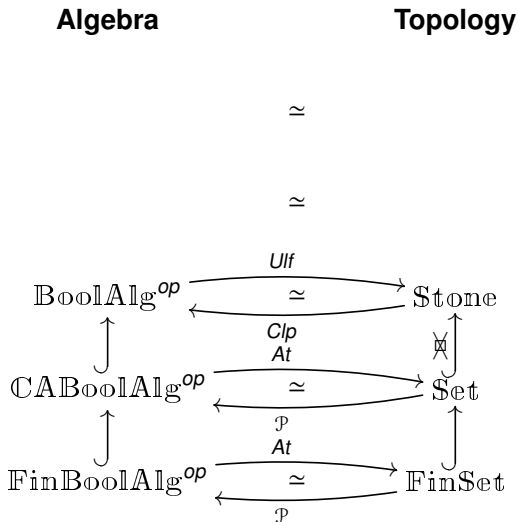 Algebra Topology
≃
≃
Ulf
𝔹𝕠𝕠𝕝𝔸𝕝𝕘^op ≃ 𝕊𝕥𝕠𝕟𝕖
Clp
At
ℂ𝔸𝔹𝕠𝕠𝕝𝔸𝕝𝕘^op ≃ 𝕊𝕖𝕥
𝒫
At
𝔽𝕚𝕟𝔹𝕠𝕠𝕝𝔸𝕝𝕘^op ≃ 𝔽𝕚𝕟𝕊𝕖𝕥
𝒫